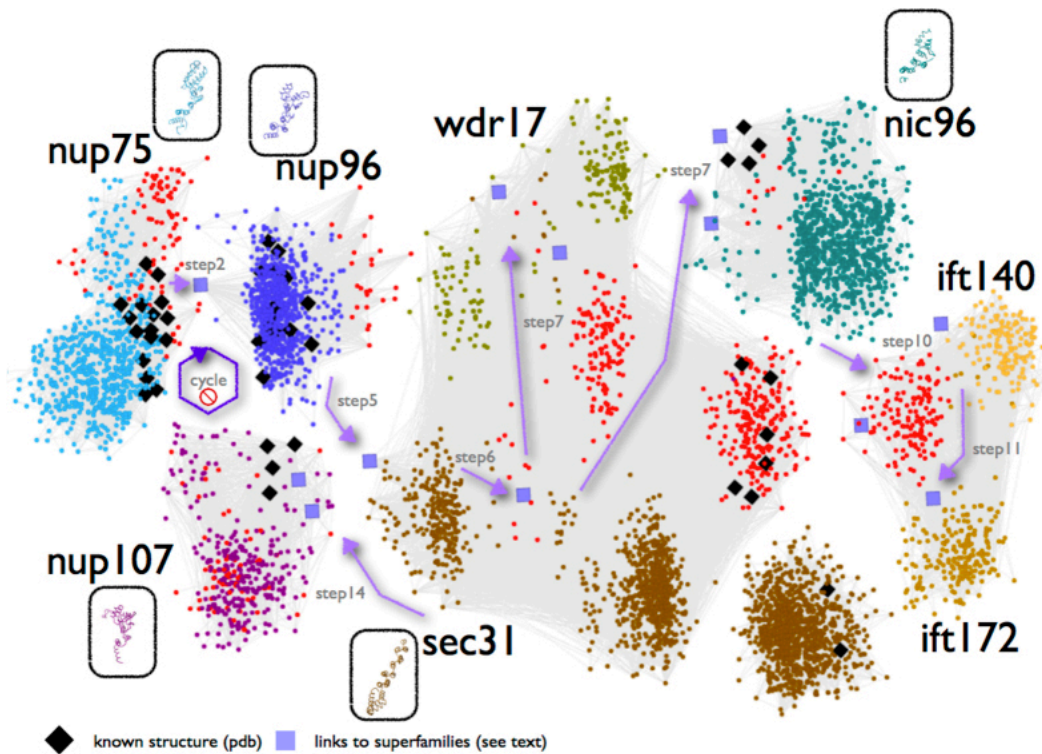 wdr17
nic96
nup75
nup96
step7
step2
ift140
step7
step10
cycle
step5
step6
step11
nup107
step14
sec31
ift172
known structure (pdb)
links to superfamilies (see text)